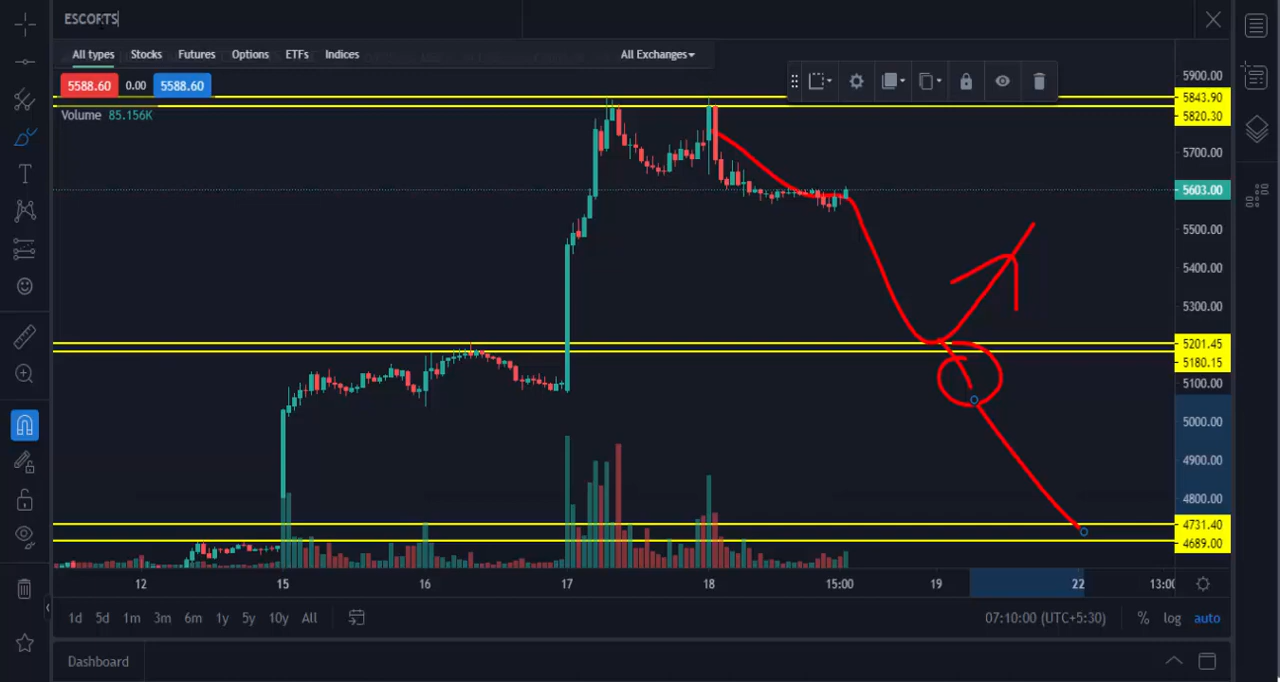 ESCORTS
All types Stocks Futures Options ETFs Indices All Exchanges
5588.60 0.00 5588.60
Volume 85.156K
5900.00
5843.90
5820.30
5700.00
5603.00
5500.00
5400.00
5300.00
5201.45
5180.15
5100.00
5000.00
4900.00
4800.00
4731.40
4689.00
12 15 16 17 18 15:00 19 22 13:00
1d 5d 1m 3m 6m 1y 5y 10y All 07:10:00 (UTC+5:30) % log auto
Dashboard